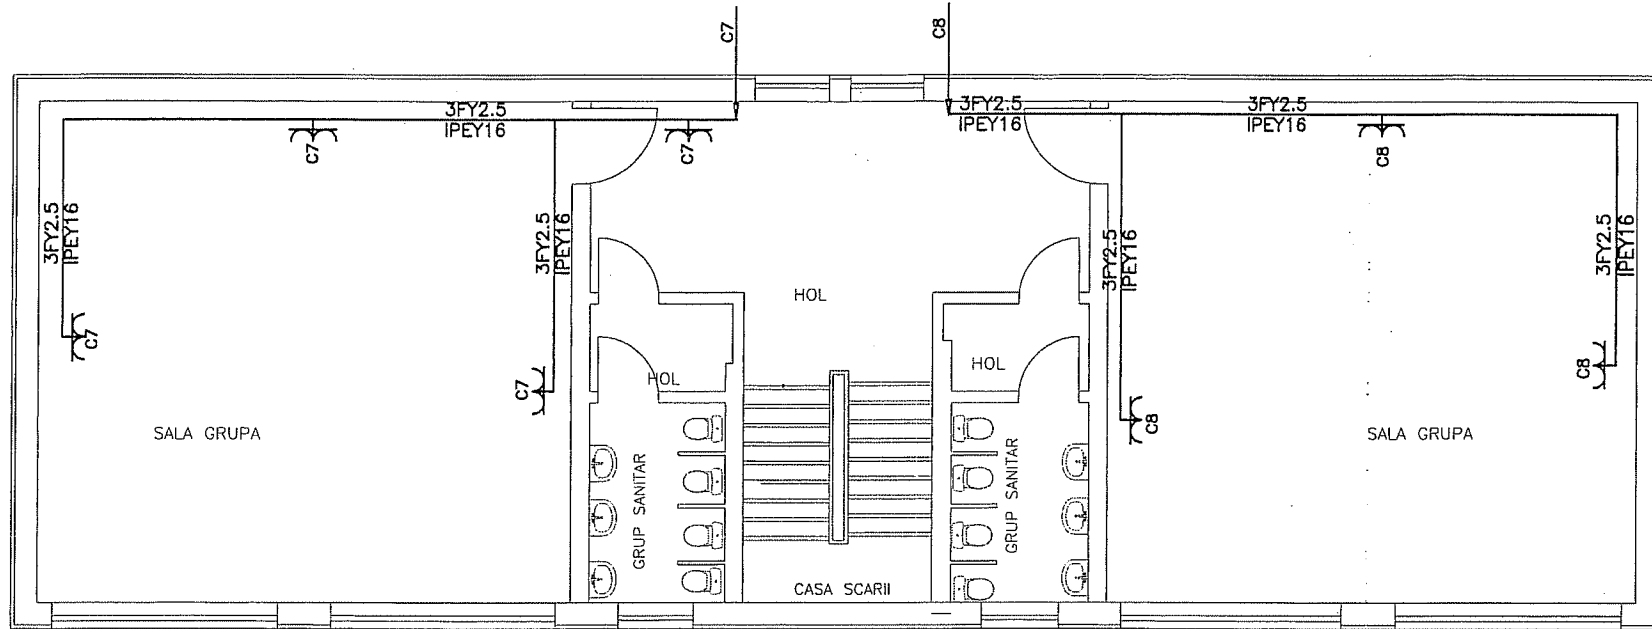 C7
C8
3FY2.5
IPEY16
3FY2.5
IPEY16
3FY2.5
IPEY16
C7
C7
C8
3FY2.5
IPEY16
3FY2.5
IPEY16
3FY2.5
IPEY16
3FY2.5
IPEY16
HOL
C7
HOL
HOL
C7
C8
C8
SALA GRUPA
SALA GRUPA
GRUP SANITAR
GRUP SANITAR
CASA SCARII